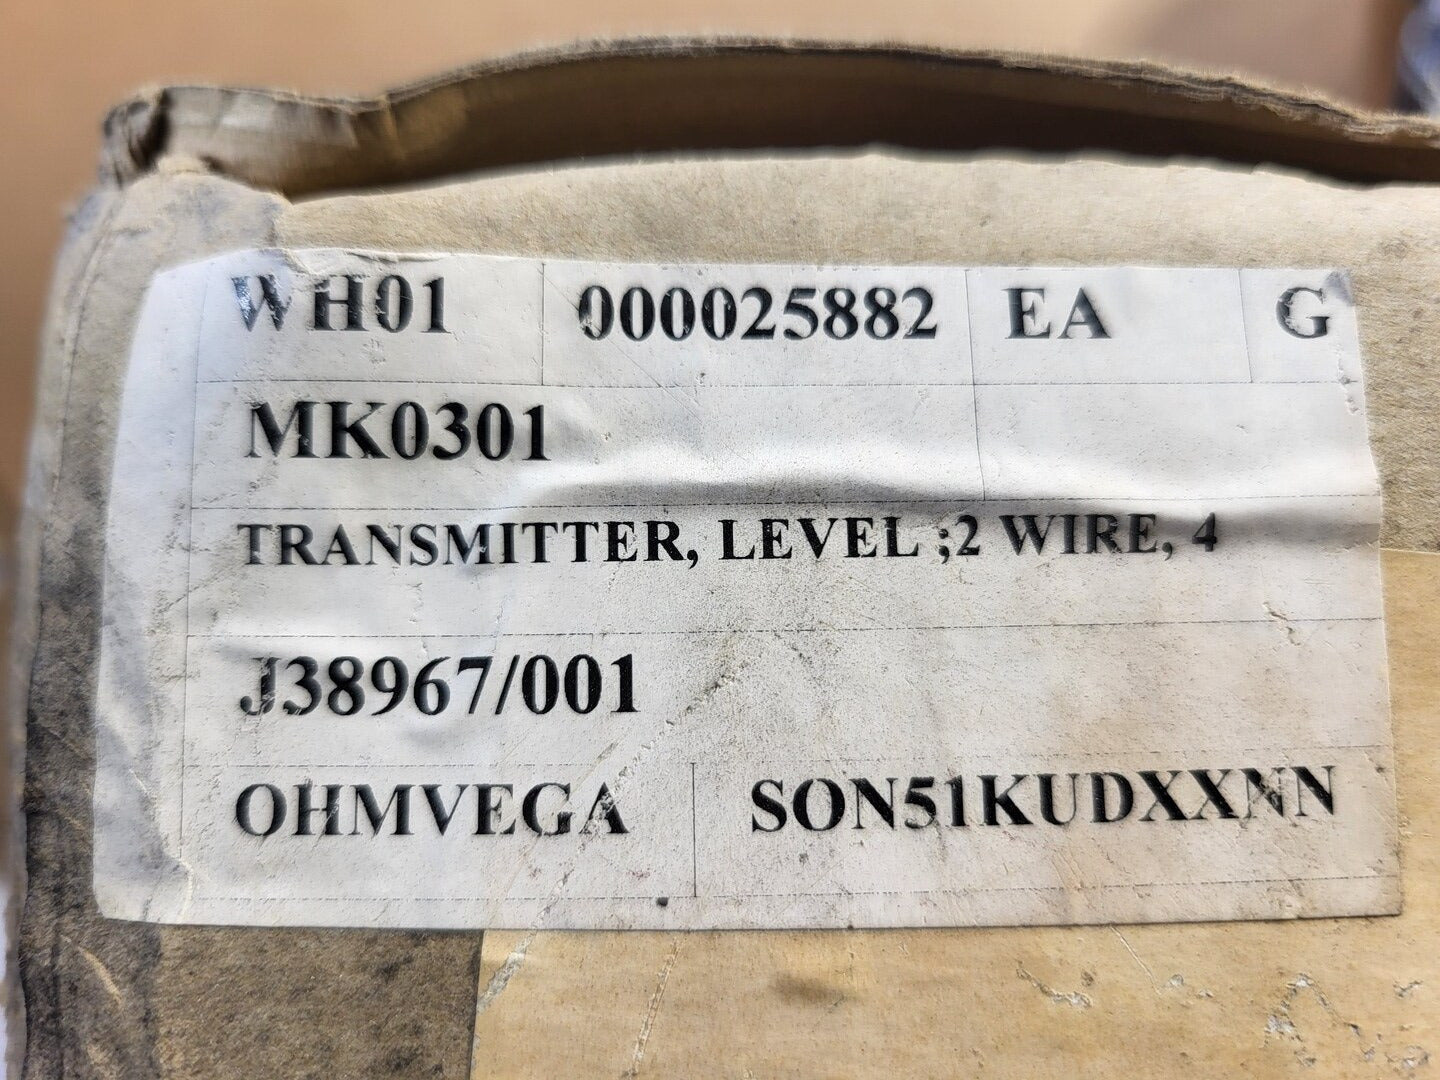 WH01 000025882 EA G
MK0301
TRANSMITTER, LEVEL ;2 WIRE, 4
J38967/001
OHMVEGA SON51KUDXXNN